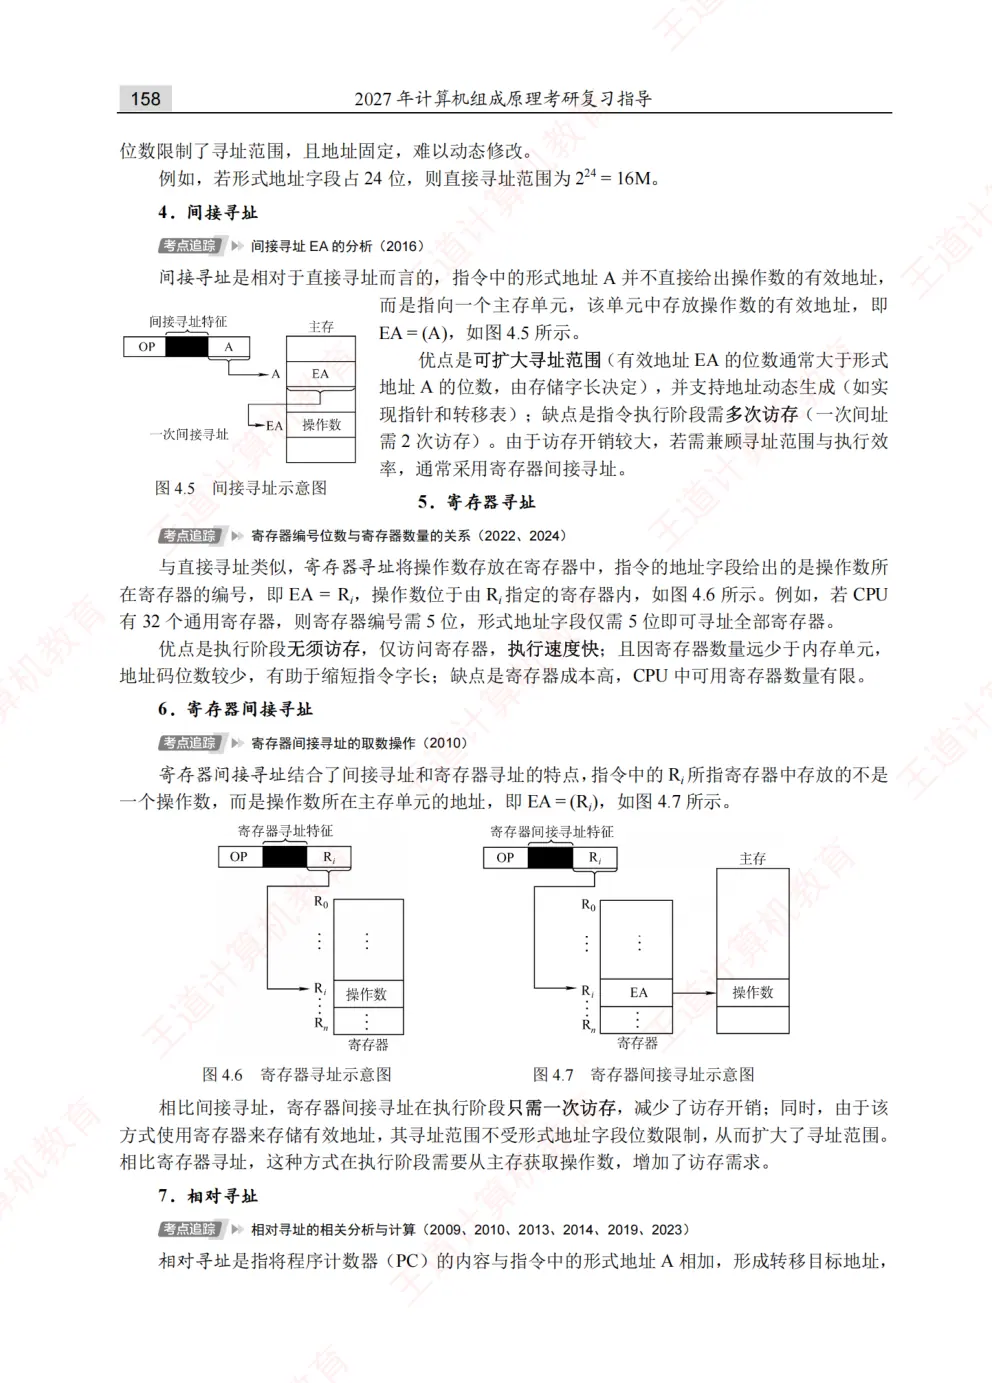 158
2027 年计算机组成原理考研复习指导
位数限制了寻址范围，且地址固定，难以动态修改。
例如，若形式地址字段占 24 位，则直接寻址范围为 2²⁴ = 16M。
4．间接寻址
考点追踪 间接寻址 EA 的分析（2016）
间接寻址是相对于直接寻址而言的，指令中的形式地址 A 并不直接给出操作数的有效地址，
而是指向一个主存单元，该单元中存放操作数的有效地址，即
EA = (A)，如图 4.5 所示。
优点是可扩大寻址范围（有效地址 EA 的位数通常大于形式
地址 A 的位数，由存储字长决定），并支持地址动态生成（如实
现指针和转移表）；缺点是指令执行阶段需多次访存（一次间址
需 2 次访存）。由于访存开销较大，若需兼顾寻址范围与执行效
率，通常采用寄存器间接寻址。
间接寻址特征
主存
OP
A
A
EA
EA
操作数
一次间接寻址
图 4.5 间接寻址示意图
5．寄存器寻址
考点追踪 寄存器编号位数与寄存器数量的关系（2022、2024）
与直接寻址类似，寄存器寻址将操作数存放在寄存器中，指令的地址字段给出的是操作数所
在寄存器的编号，即 EA = Rᵢ，操作数位于由 Rᵢ 指定的寄存器内，如图 4.6 所示。例如，若 CPU
有 32 个通用寄存器，则寄存器编号需 5 位，形式地址字段仅需 5 位即可寻址全部寄存器。
优点是执行阶段无须访存，仅访问寄存器，执行速度快；且因寄存器数量远少于内存单元，
地址码位数较少，有助于缩短指令字长；缺点是寄存器成本高，CPU 中可用寄存器数量有限。
6．寄存器间接寻址
考点追踪 寄存器间接寻址的取数操作（2010）
寄存器间接寻址结合了间接寻址和寄存器寻址的特点，指令中的 Rᵢ 所指寄存器中存放的不是
一个操作数，而是操作数所在主存单元的地址，即 EA = (Rᵢ)，如图 4.7 所示。
寄存器寻址特征
OP
Rᵢ
R₀
⋮ ⋮
Rᵢ
操作数
⋮
Rₙ
⋮
寄存器
图 4.6 寄存器寻址示意图
寄存器间接寻址特征
OP
Rᵢ
主存
R₀
⋮ ⋮
Rᵢ
EA
操作数
⋮
Rₙ
⋮
寄存器
图 4.7 寄存器间接寻址示意图
相比间接寻址，寄存器间接寻址在执行阶段只需一次访存，减少了访存开销；同时，由于该
方式使用寄存器来存储有效地址，其寻址范围不受形式地址字段位数限制，从而扩大了寻址范围。
相比寄存器寻址，这种方式在执行阶段需要从主存获取操作数，增加了访存需求。
7．相对寻址
考点追踪 相对寻址的相关分析与计算（2009、2010、2013、2014、2019、2023）
相对寻址是指将程序计数器（PC）的内容与指令中的形式地址 A 相加，形成转移目标地址，
王道计算机教育